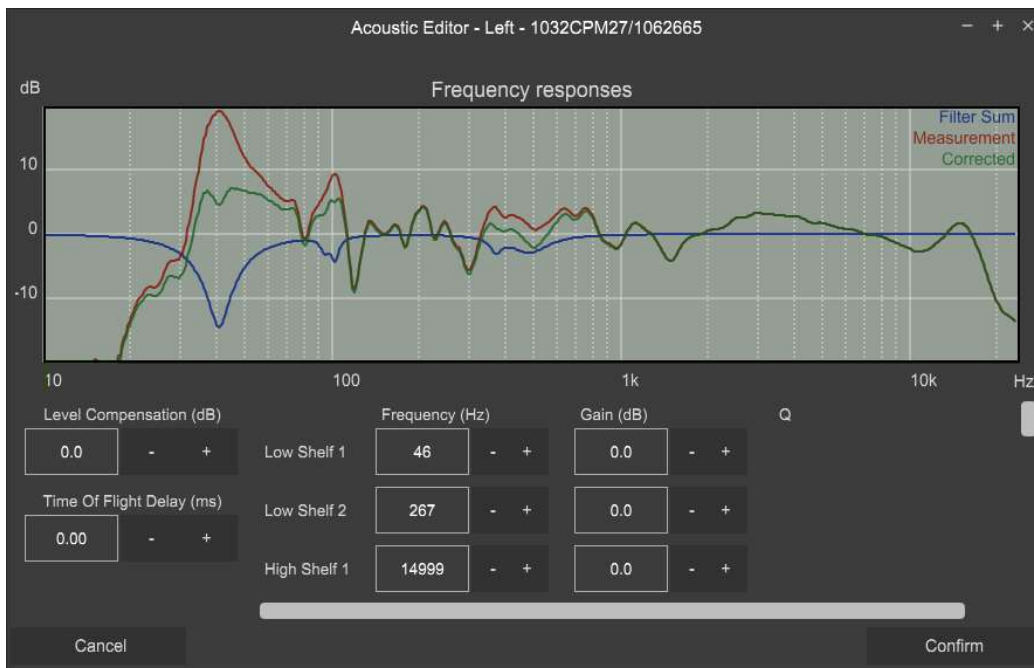 Acoustic Editor - Left - 1032CPM27/1062665
- + ×
dB
Frequency responses
Filter Sum
Measurement
Corrected
10
0
-10
10 100 1k 10k Hz
Level Compensation (dB) Frequency (Hz) Gain (dB) Q
0.0 - + Low Shelf 1 46 - + 0.0 - +
Time Of Flight Delay (ms) Low Shelf 2 267 - + 0.0 - +
0.00 - +
High Shelf 1 14999 - + 0.0 - +
Cancel Confirm